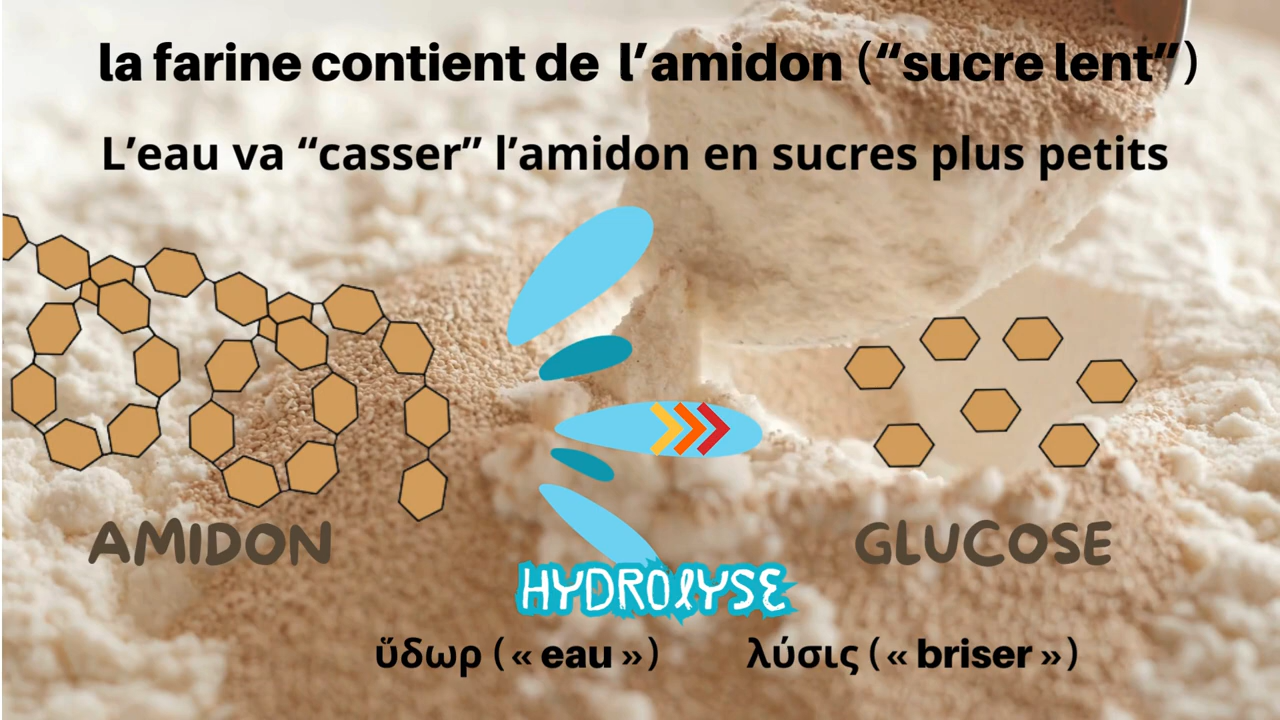 la farine contient de l’amidon (“sucre lent”)
L’eau va “casser” l’amidon en sucres plus petits
AMIDON
GLUCOSE
HYDROLYSE
ὕδωρ (« eau ») λύσις (« briser »)